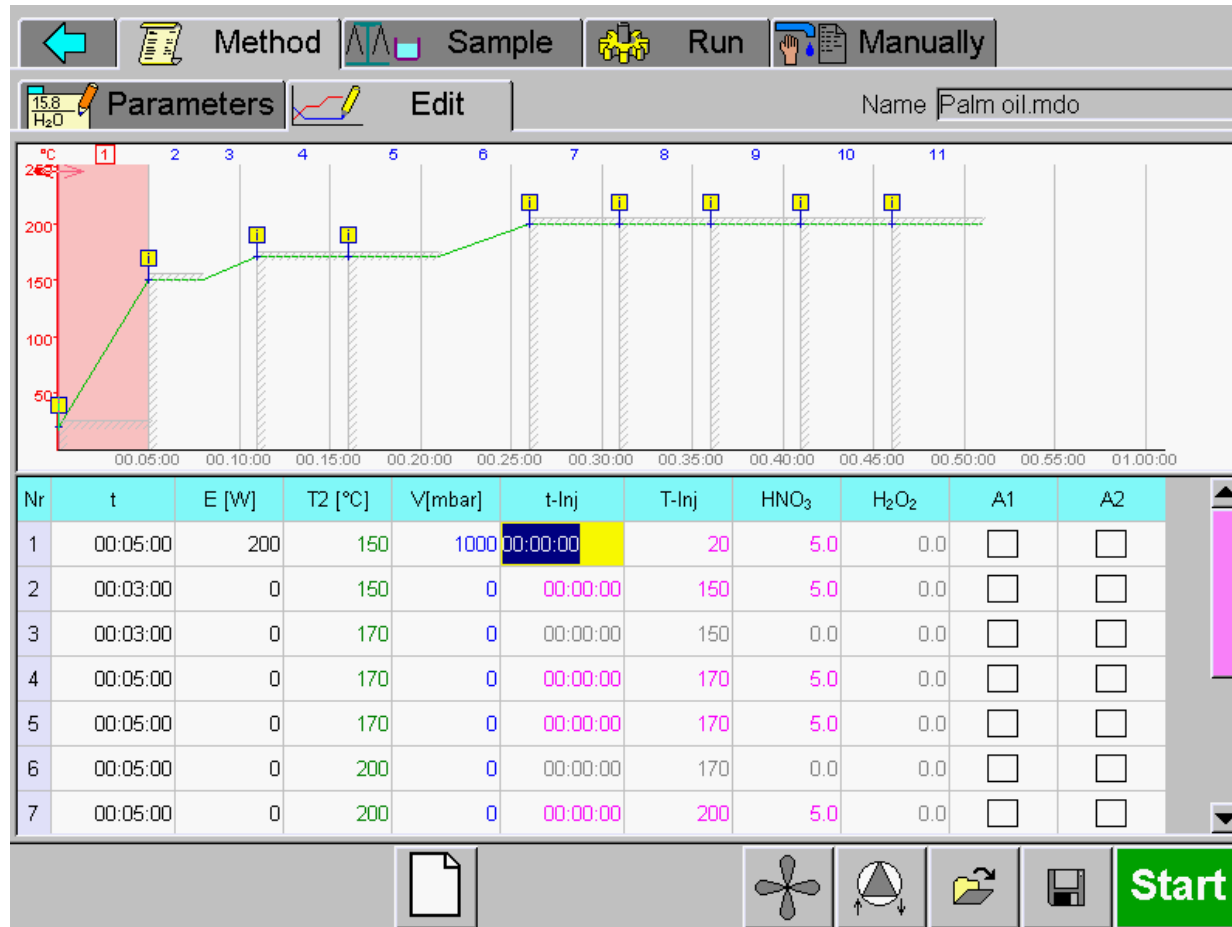 Method Sample Run Manually
15.8 H₂O Parameters Edit Name Palm oil.mdo
°C 1 2 3 4 5 6 7 8 9 10 11
200
150
100
50
00.05:00 00.10:00 00.15:00 00.20:00 00.25:00 00.30:00 00.35:00 00.40:00 00.45:00 00.50:00 00.55:00 01.00:00
Nr t E [W] T2 [°C] V[mbar] t-Inj T-Inj HNO₃ H₂O₂ A1 A2
1 00:05:00 200 150 1000 00:00:00 20 5.0 0.0
2 00:03:00 0 150 0 00:00:00 150 5.0 0.0
3 00:03:00 0 170 0 00:00:00 150 0.0 0.0
4 00:05:00 0 170 0 00:00:00 170 5.0 0.0
5 00:05:00 0 170 0 00:00:00 170 5.0 0.0
6 00:05:00 0 200 0 00:00:00 170 0.0 0.0
7 00:05:00 0 200 0 00:00:00 200 5.0 0.0
Start